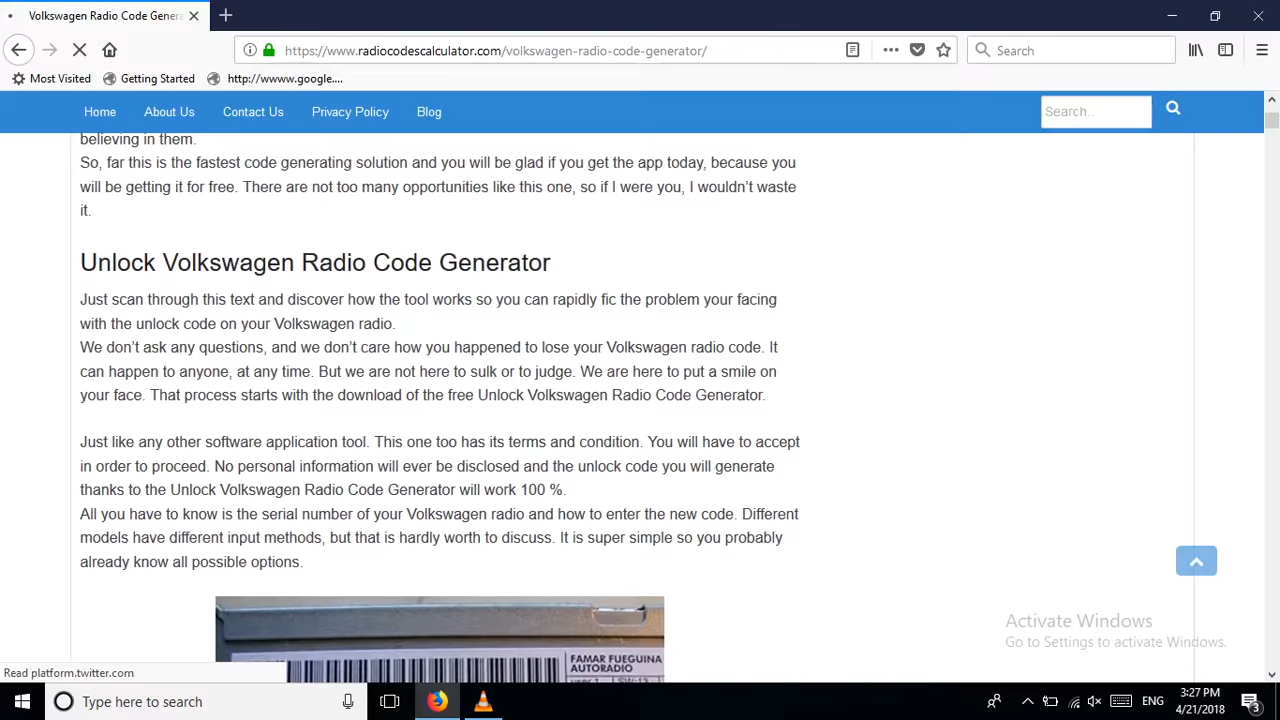 Volkswagen Radio Code Genera
https://www.radiocodescalculator.com/volkswagen-radio-code-generator/
Search
Most Visited
Getting Started
http://wwww.google....
Home
About Us
Contact Us
Privacy Policy
Blog
Search..
believing in them.
So, far this is the fastest code generating solution and you will be glad if you get the app today, because you
will be getting it for free. There are not too many opportunities like this one, so if I were you, I wouldn't waste
it.
Unlock Volkswagen Radio Code Generator
Just scan through this text and discover how the tool works so you can rapidly fic the problem your facing
with the unlock code on your Volkswagen radio.
We don't ask any questions, and we don't care how you happened to lose your Volkswagen radio code. It
can happen to anyone, at any time. But we are not here to sulk or to judge. We are here to put a smile on
your face. That process starts with the download of the free Unlock Volkswagen Radio Code Generator.
Just like any other software application tool. This one too has its terms and condition. You will have to accept
in order to proceed. No personal information will ever be disclosed and the unlock code you will generate
thanks to the Unlock Volkswagen Radio Code Generator will work 100 %.
All you have to know is the serial number of your Volkswagen radio and how to enter the new code. Different
models have different input methods, but that is hardly worth to discuss. It is super simple so you probably
already know all possible options.
FAMAR FUEGUINA
AUTORADIO
Activate Windows
Go to Settings to activate Windows.
Read platform.twitter.com
Type here to search
ENG
3:27 PM
4/21/2018
3